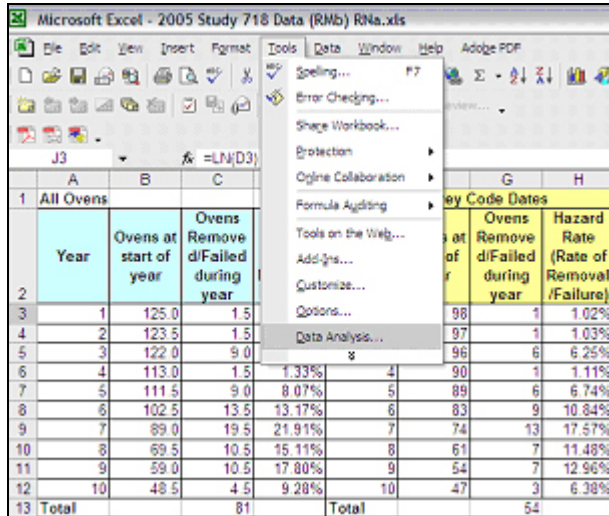 Microsoft Excel - 2005 Study 718 Data (RMb) RNa.xls
File Edit View Insert Format Tools Data Window Help Adobe PDF
Spelling... F7
Error Checking...
Share Workbook...
Protection
Online Collaboration
Formula Auditing
Tools on the Web...
Add-Ins...
Customize...
Options...
Data Analysis...
J3 fx =LN(D3)
A B C G H
1 All Ovens ey Code Dates
2 Year Ovens at start of year Ovens Remove d/Failed during year at of Ovens Remove d/Failed during year Hazard Rate (Rate of Removal /Failure)
3 1 125.0 1.5 98 1 1.02%
4 2 123.5 1.5 97 1 1.03%
5 3 122.0 9.0 96 6 6.25%
6 4 113.0 1.5 1.33% 4 90 1 1.11%
7 5 111.5 9.0 8.07% 5 89 6 6.74%
8 6 102.5 13.5 13.17% 6 83 9 10.84%
9 7 89.0 19.5 21.91% 7 74 13 17.57%
10 8 69.5 10.5 15.11% 8 61 7 11.48%
11 9 59.0 10.5 17.80% 9 54 7 12.96%
12 10 48.5 4.5 9.28% 10 47 3 6.38%
13 Total 81 Total 54